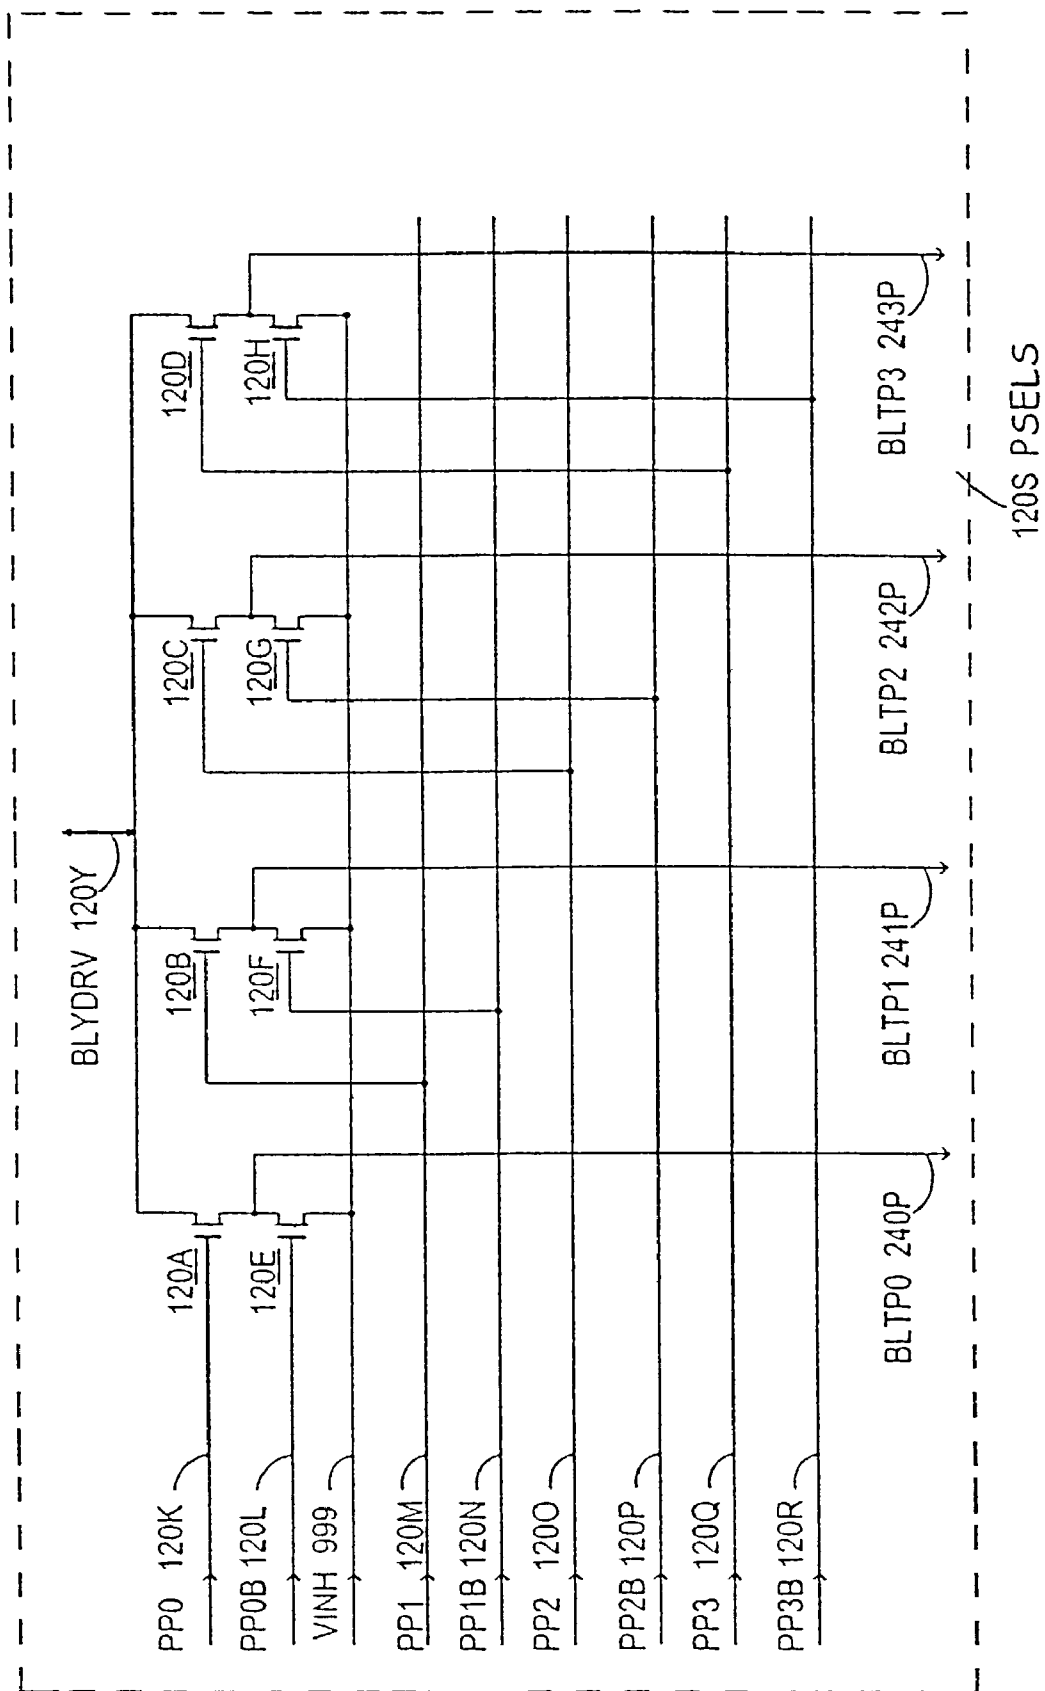 BLYDRV 120Y
120A
120B
120C
120D
120E
120F
120G
120H
PP0 120K
PP0B 120L
VINH 999
PP1 120M
PP1B 120N
PP2 120O
PP2B 120P
PP3 120Q
PP3B 120R
BLTP0 240P
BLTP1 241P
BLTP2 242P
BLTP3 243P
120S PSELS